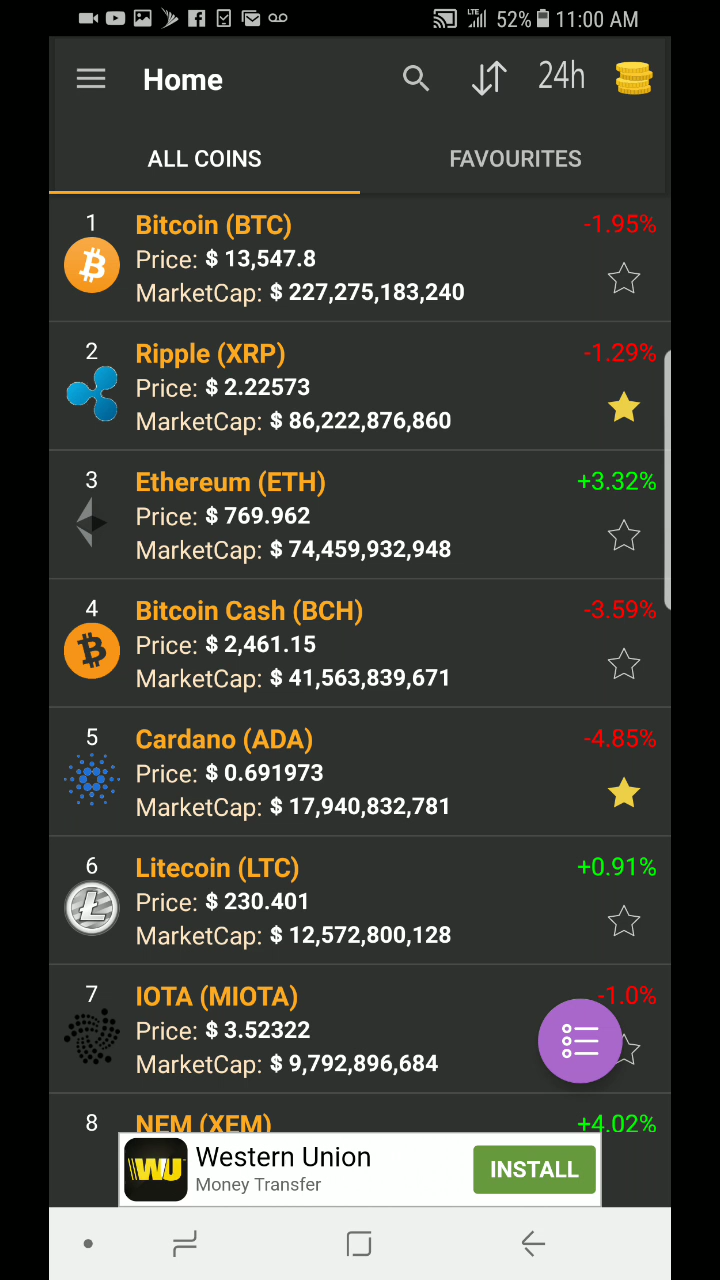 LTE 52% 11:00 AM
Home 24h
ALL COINS FAVOURITES
1 Bitcoin (BTC) -1.95%
Price: $ 13,547.8
MarketCap: $ 227,275,183,240
2 Ripple (XRP) -1.29%
Price: $ 2.22573
MarketCap: $ 86,222,876,860
3 Ethereum (ETH) +3.32%
Price: $ 769.962
MarketCap: $ 74,459,932,948
4 Bitcoin Cash (BCH) -3.59%
Price: $ 2,461.15
MarketCap: $ 41,563,839,671
5 Cardano (ADA) -4.85%
Price: $ 0.691973
MarketCap: $ 17,940,832,781
6 Litecoin (LTC) +0.91%
Price: $ 230.401
MarketCap: $ 12,572,800,128
7 IOTA (MIOTA) -1.0%
Price: $ 3.52322
MarketCap: $ 9,792,896,684
8 NEM (XEM) +4.02%
WU Western Union INSTALL
Money Transfer